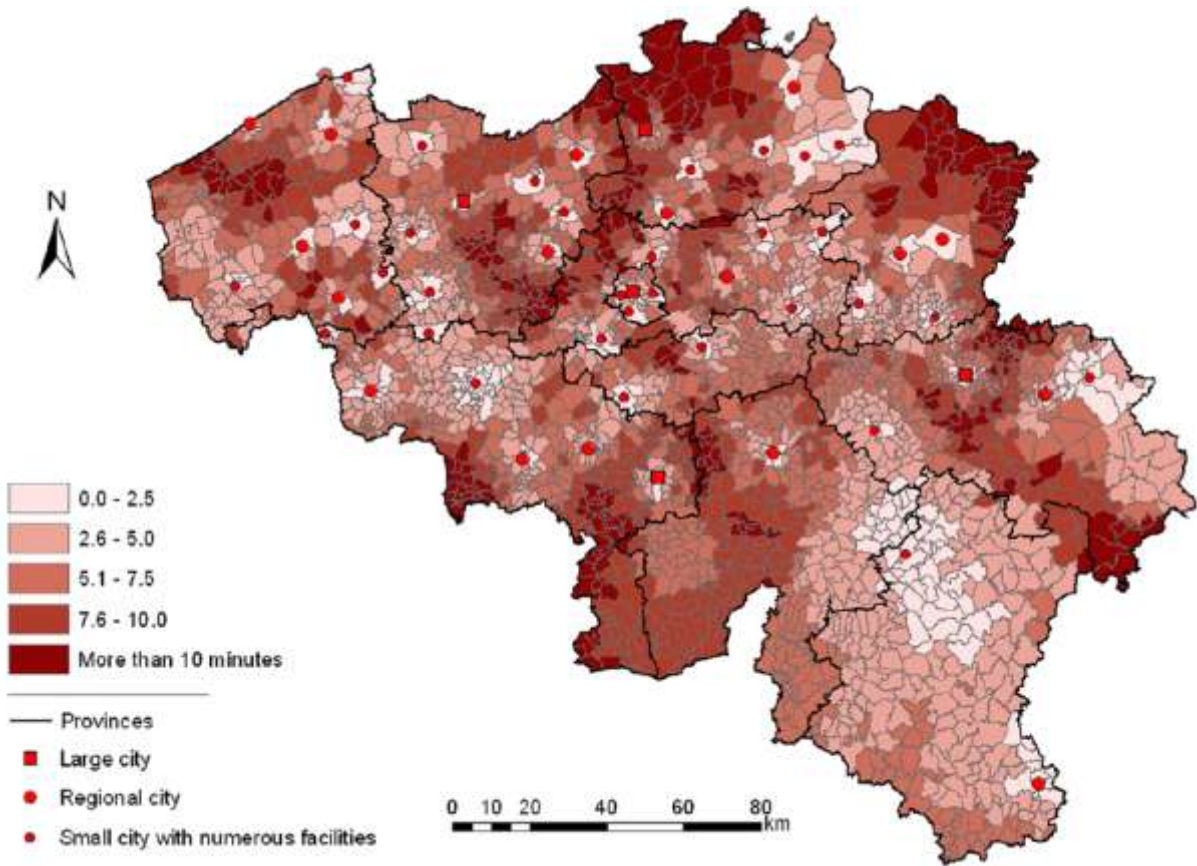 N
0.0 - 2.5
2.6 - 5.0
5.1 - 7.5
7.6 - 10.0
More than 10 minutes
Provinces
Large city
Regional city
Small city with numerous facilities
0 10 20 40 60 80
km